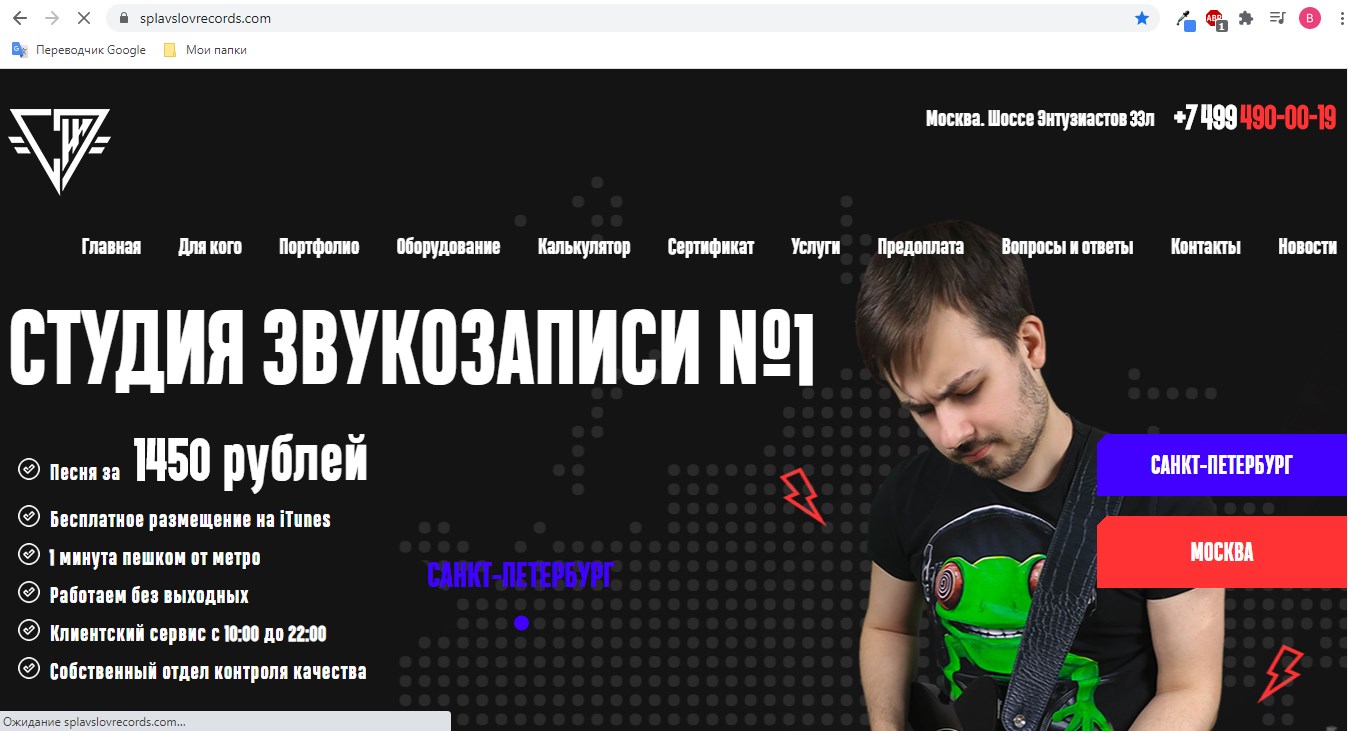 splavslovrecords.com
ABP
1
B
Переводчик Google
Мои папки
Москва. Шоссе Энтузиастов 33л +7 499 490-00-19
Главная Для кого Портфолио Оборудование Калькулятор Сертификат Услуги Предоплата Вопросы и ответы Контакты Новости
СТУДИЯ ЗВУКОЗАПИСИ №1
Песня за 1450 рублей
Бесплатное размещение на iTunes
1 минута пешком от метро
Работаем без выходных
Клиентский сервис с 10:00 до 22:00
Собственный отдел контроля качества
САНКТ-ПЕТЕРБУРГ
САНКТ-ПЕТЕРБУРГ
МОСКВА
Ожидание splavslovrecords.com...